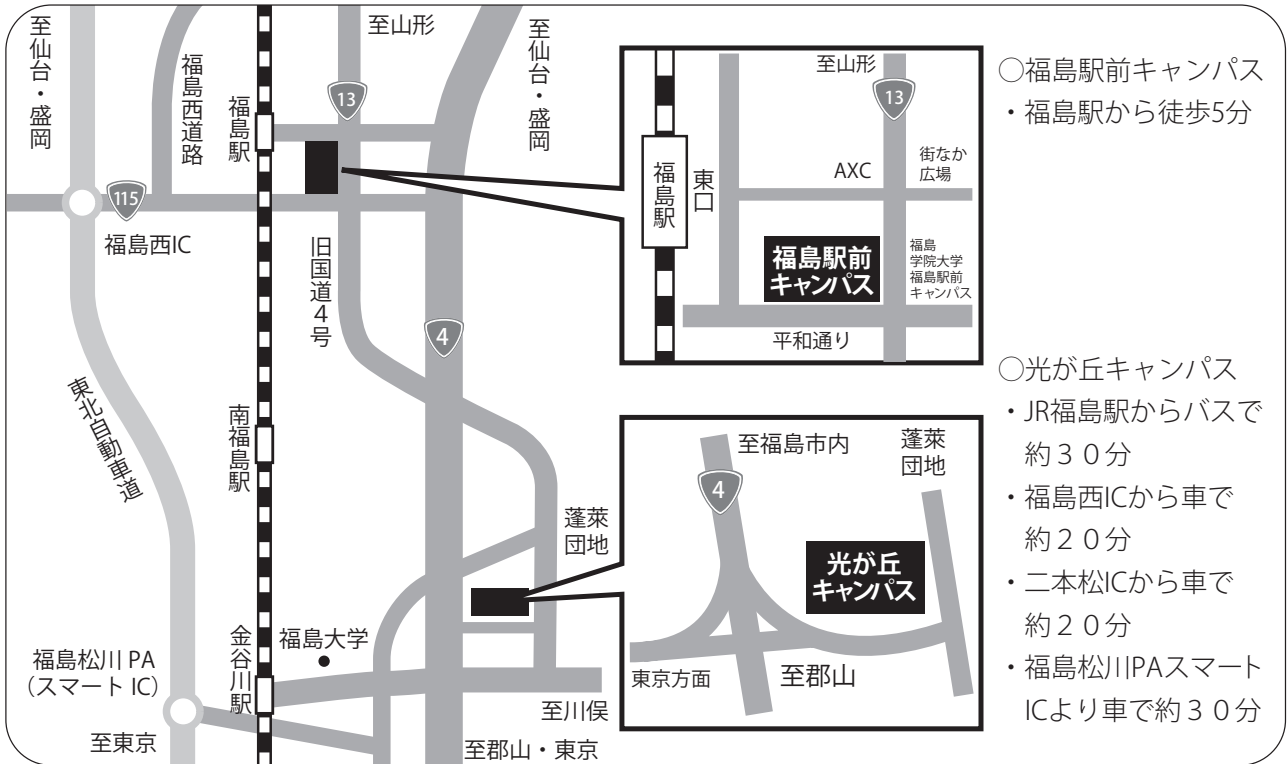 至仙台・盛岡
福島西道路
福島駅
至山形
13
至仙台・盛岡
115
福島西IC
旧国道4号
4
東北自動車道
南福島駅
蓬莱
団地
金谷川駅
福島大学
福島松川 PA
（スマート IC）
至川俣
至東京
至郡山・東京
至山形
13
福島駅
東口
AXC
街なか
広場
福島駅前
キャンパス
福島
学院大学
福島駅前
キャンパス
平和通り
至福島市内
4
蓬莱
団地
光が丘
キャンパス
東京方面
至郡山
○福島駅前キャンパス
・福島駅から徒歩5分
○光が丘キャンパス
・JR福島駅からバスで
約３０分
・福島西ICから車で
約２０分
・二本松ICから車で
約２０分
・福島松川PAスマート
ICより車で約３０分